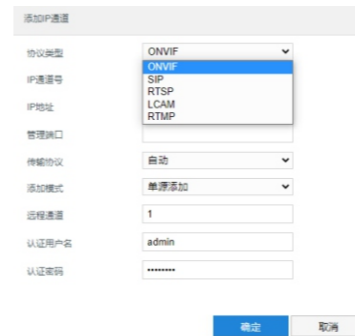 添加IP通道
协议类型 ONVIF
ONVIF
IP通道号 SIP
RTSP
IP地址 LCAM
RTMP
管理端口
传输协议 自动
添加模式 单源添加
远程通道 1
认证用户名 admin
认证密码 ••••••••
确定 取消